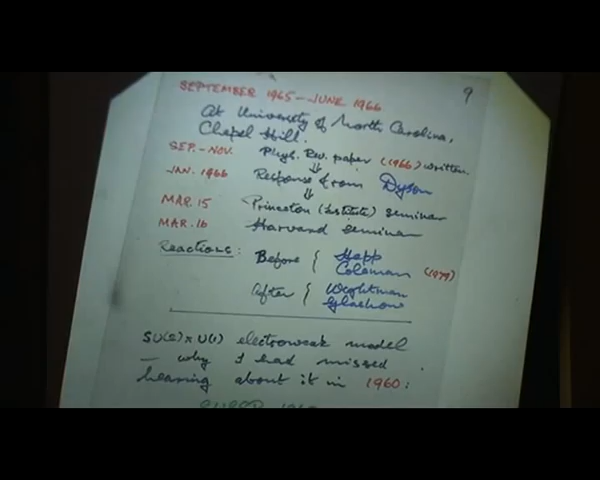 SEPTEMBER 1965 – JUNE 1966 9
At University of North Carolina,
Chapel Hill.
SEP. – NOV. Phys. Rev. paper (1966) written.
⇓
JAN. 1966 Response from Dyson
⇓
MAR. 15 Princeton (Institute) seminar
MAR. 16 Harvard seminar
Reactions: Before { Hepp
Coleman (1979)
After { Wightman
Glashow
SU(2) × U(1) electroweak model
— why I had missed
hearing about it in 1960: